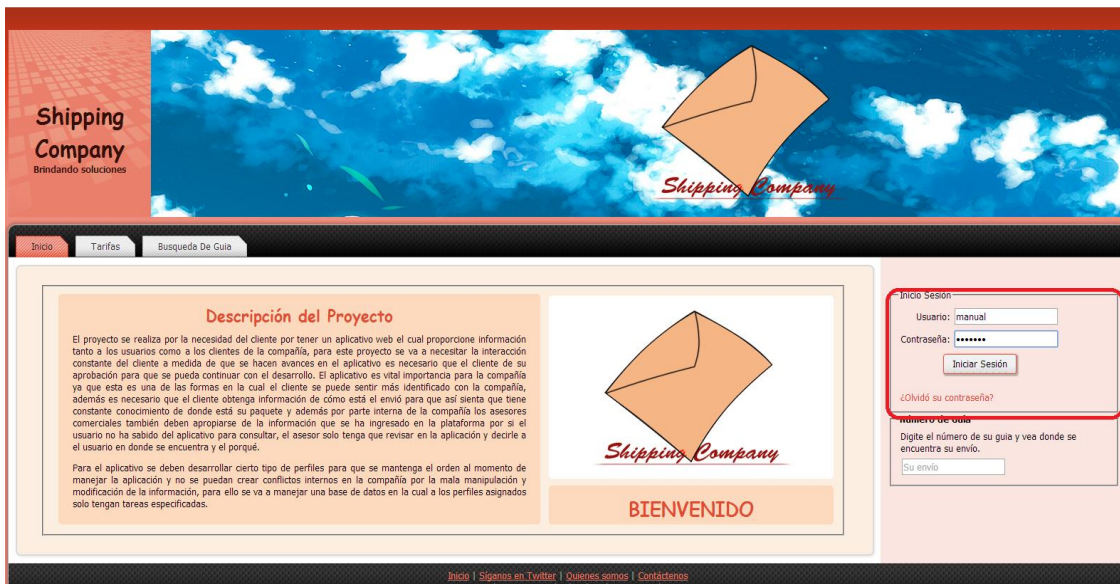 Shipping
Company
Brindando soluciones
Shipping Company
Inicio
Tarifas
Busqueda De Guia
Descripción del Proyecto
El proyecto se realiza por la necesidad del cliente por tener un aplicativo web el cual proporcione información
tanto a los usuarios como a los clientes de la compañía, para este proyecto se va a necesitar la interacción
constante del cliente a medida de que se hacen avances en el aplicativo es necesario que el cliente de su
aprobación para que se pueda continuar con el desarrollo. El aplicativo es vital importancia para la compañía
ya que esta es una de las formas en la cual el cliente se puede sentir más identificado con la compañía,
además es necesario que el cliente obtenga información de cómo está el envió para que así sienta que tiene
constante conocimiento de donde está su paquete y además por parte interna de la compañía los asesores
comerciales también deben apropiarse de la información que se ha ingresado en la plataforma por si el
usuario no ha sabido del aplicativo para consultar, el asesor solo tenga que revisar en la aplicación y decirle a
el usuario en donde se encuentra y el porqué.
Para el aplicativo se deben desarrollar cierto tipo de perfiles para que se mantenga el orden al momento de
manejar la aplicación y no se puedan crear conflictos internos en la compañía por la mala manipulación y
modificación de la información, para ello se va a manejar una base de datos en la cual a los perfiles asignados
solo tengan tareas especificadas.
Shipping Company
BIENVENIDO
Inicio Sesión
Usuario: manual
Contraseña: •••••••
Iniciar Sesión
¿Olvidó su contraseña?
Número de Guia
Digite el número de su guia y vea donde se
encuentra su envío.
Su envío
Inicio | Síganos en Twitter | Quienes somos | Contáctenos